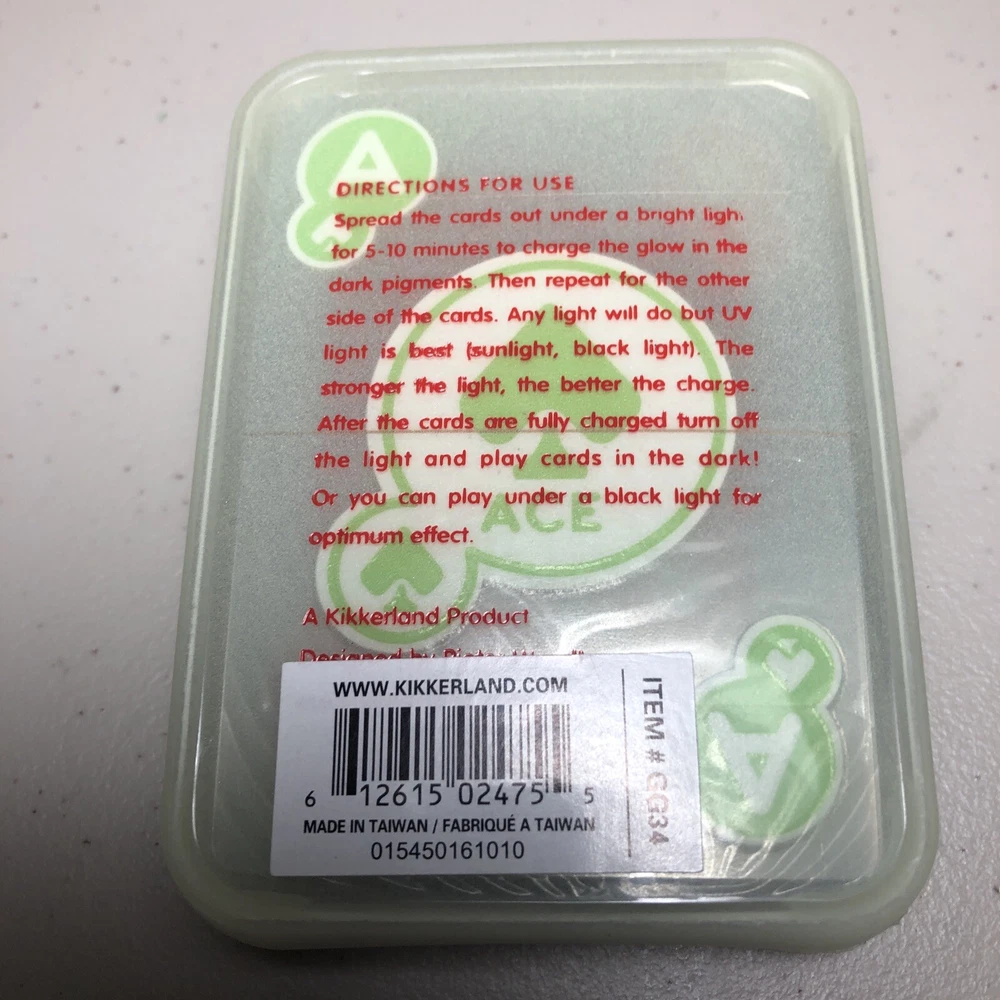 A
DIRECTIONS FOR USE
Spread the cards out under a bright light
for 5-10 minutes to charge the glow in the
dark pigments. Then repeat for the other
side of the cards. Any light will do but UV
light is best (sunlight, black light). The
stronger the light, the better the charge.
After the cards are fully charged turn off
the light and play cards in the dark!
Or you can play under a black light for
optimum effect.
ACE
A Kikkerland Product
Designed by
WWW.KIKKERLAND.COM
6 12615 02475 5
MADE IN TAIWAN / FABRIQUÉ A TAIWAN
015450161010
ITEM # GG34
A